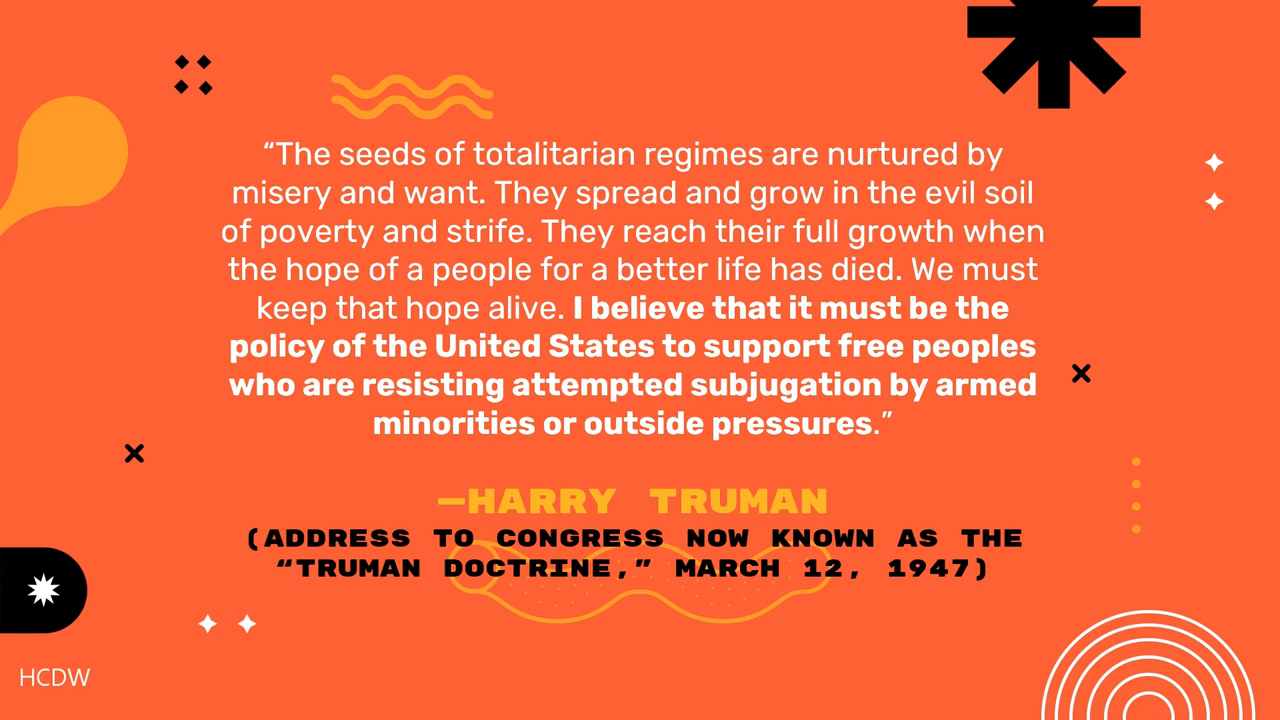 “The seeds of totalitarian regimes are nurtured by
misery and want. They spread and grow in the evil soil
of poverty and strife. They reach their full growth when
the hope of a people for a better life has died. We must
keep that hope alive. I believe that it must be the
policy of the United States to support free peoples
who are resisting attempted subjugation by armed
minorities or outside pressures.”
—HARRY TRUMAN
(ADDRESS TO CONGRESS NOW KNOWN AS THE
“TRUMAN DOCTRINE,” MARCH 12, 1947)
HCDW